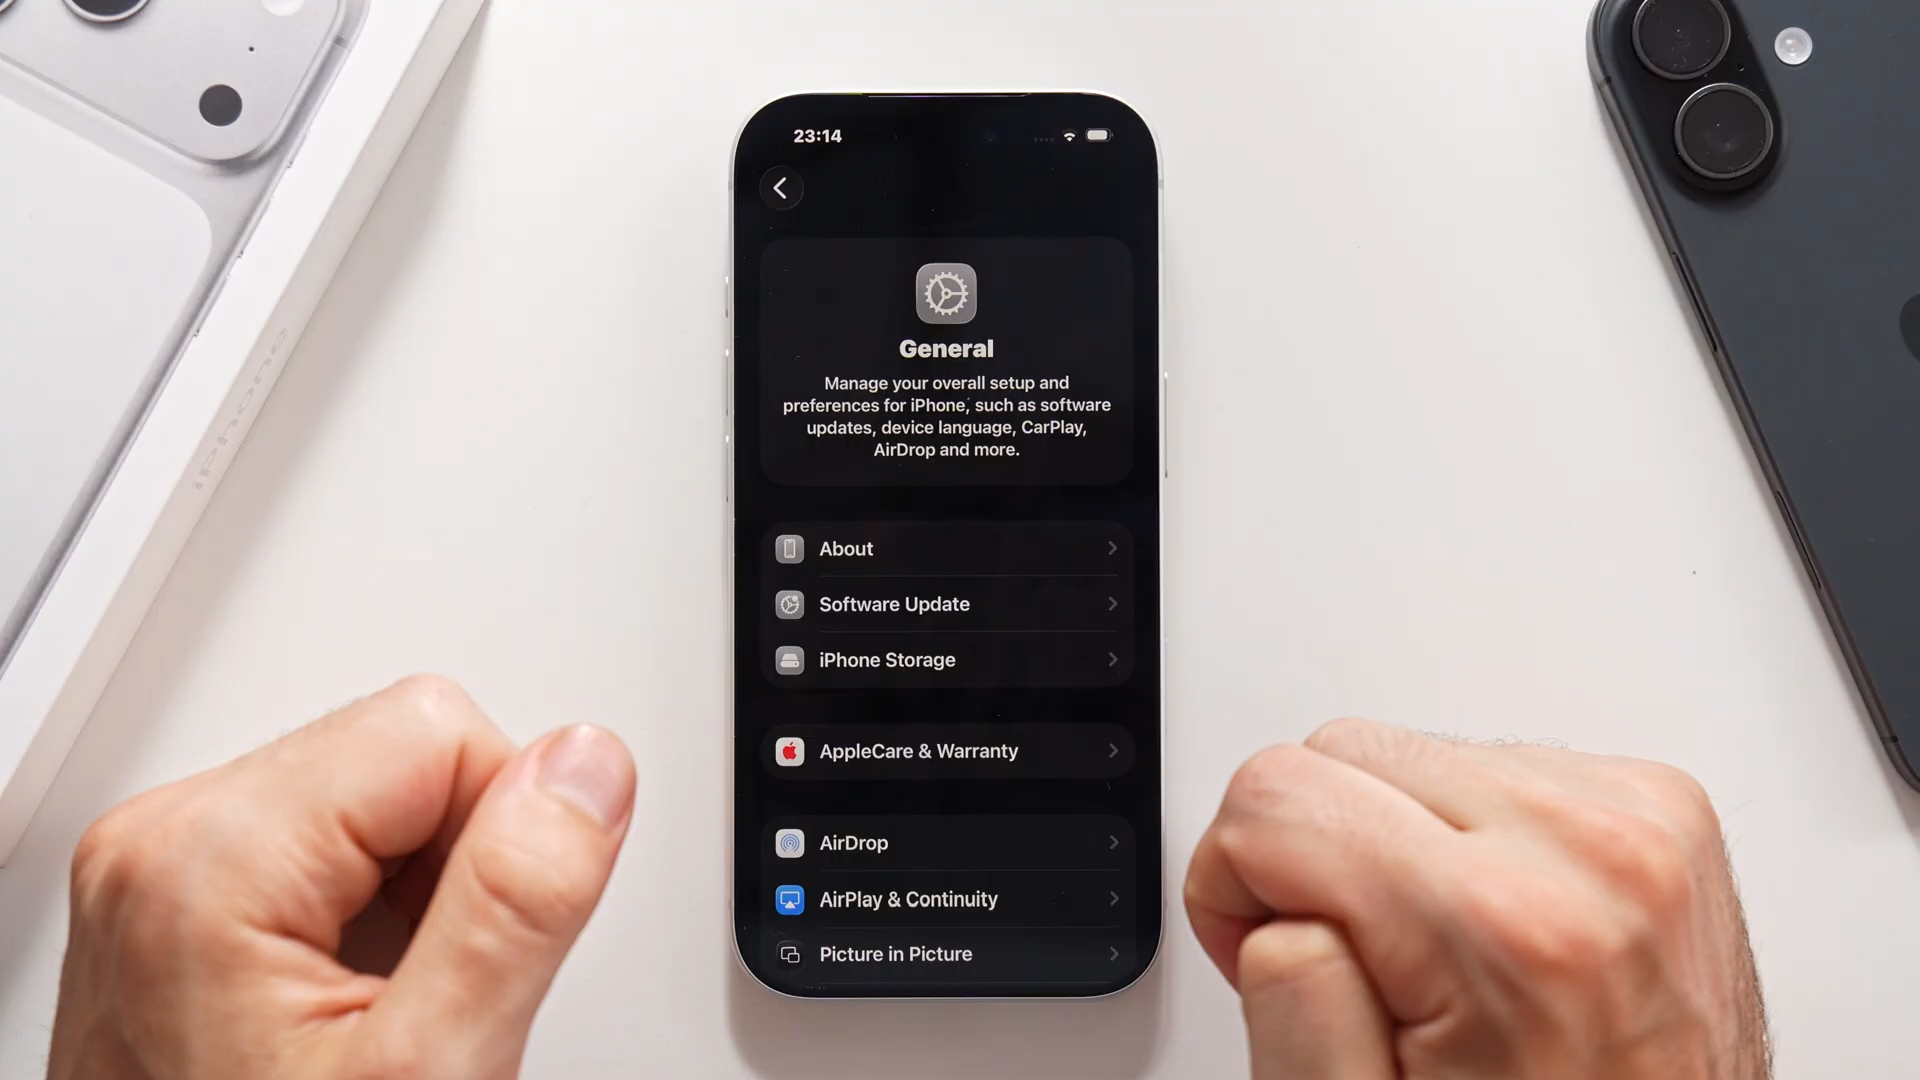 23:14
General
Manage your overall setup and
preferences for iPhone, such as software
updates, device language, CarPlay,
AirDrop and more.
About
Software Update
iPhone Storage
AppleCare & Warranty
AirDrop
AirPlay & Continuity
Picture in Picture
iPhone